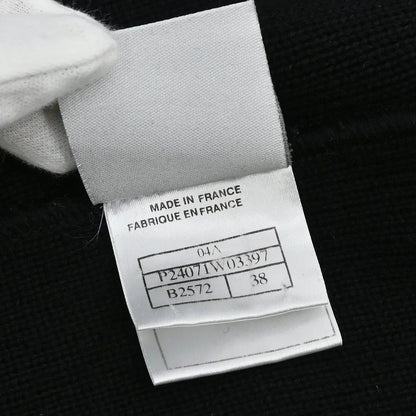 MADE IN FRANCE
FABRIQUE EN FRANCE
04A
P24071W03397
B2572 38